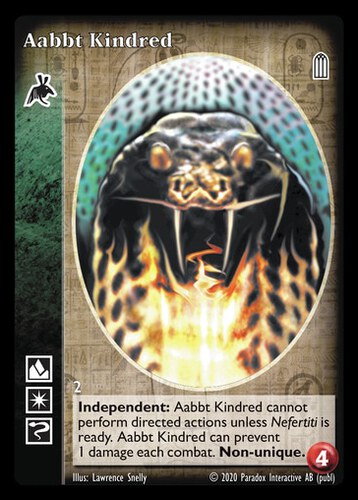 Aabbt Kindred
2
Independent: Aabbt Kindred cannot
perform directed actions unless Nefertiti is
ready. Aabbt Kindred can prevent
1 damage each combat. Non-unique.
4
Illus: Lawrence Snelly © 2020 Paradox Interactive AB (publ)